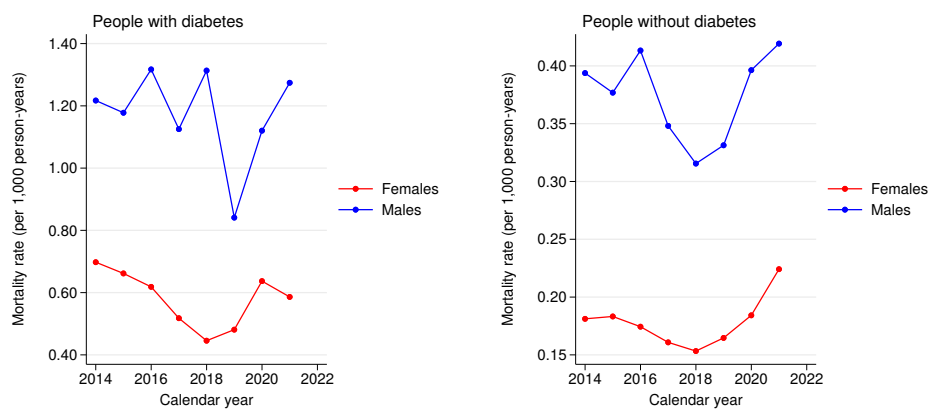 People with diabetes
Mortality rate (per 1,000 person-years)
1.40
1.20
1.00
0.80
0.60
0.40
2014 2016 2018 2020 2022
Calendar year
Females
Males
People without diabetes
Mortality rate (per 1,000 person-years)
0.40
0.35
0.30
0.25
0.20
0.15
2014 2016 2018 2020 2022
Calendar year
Females
Males